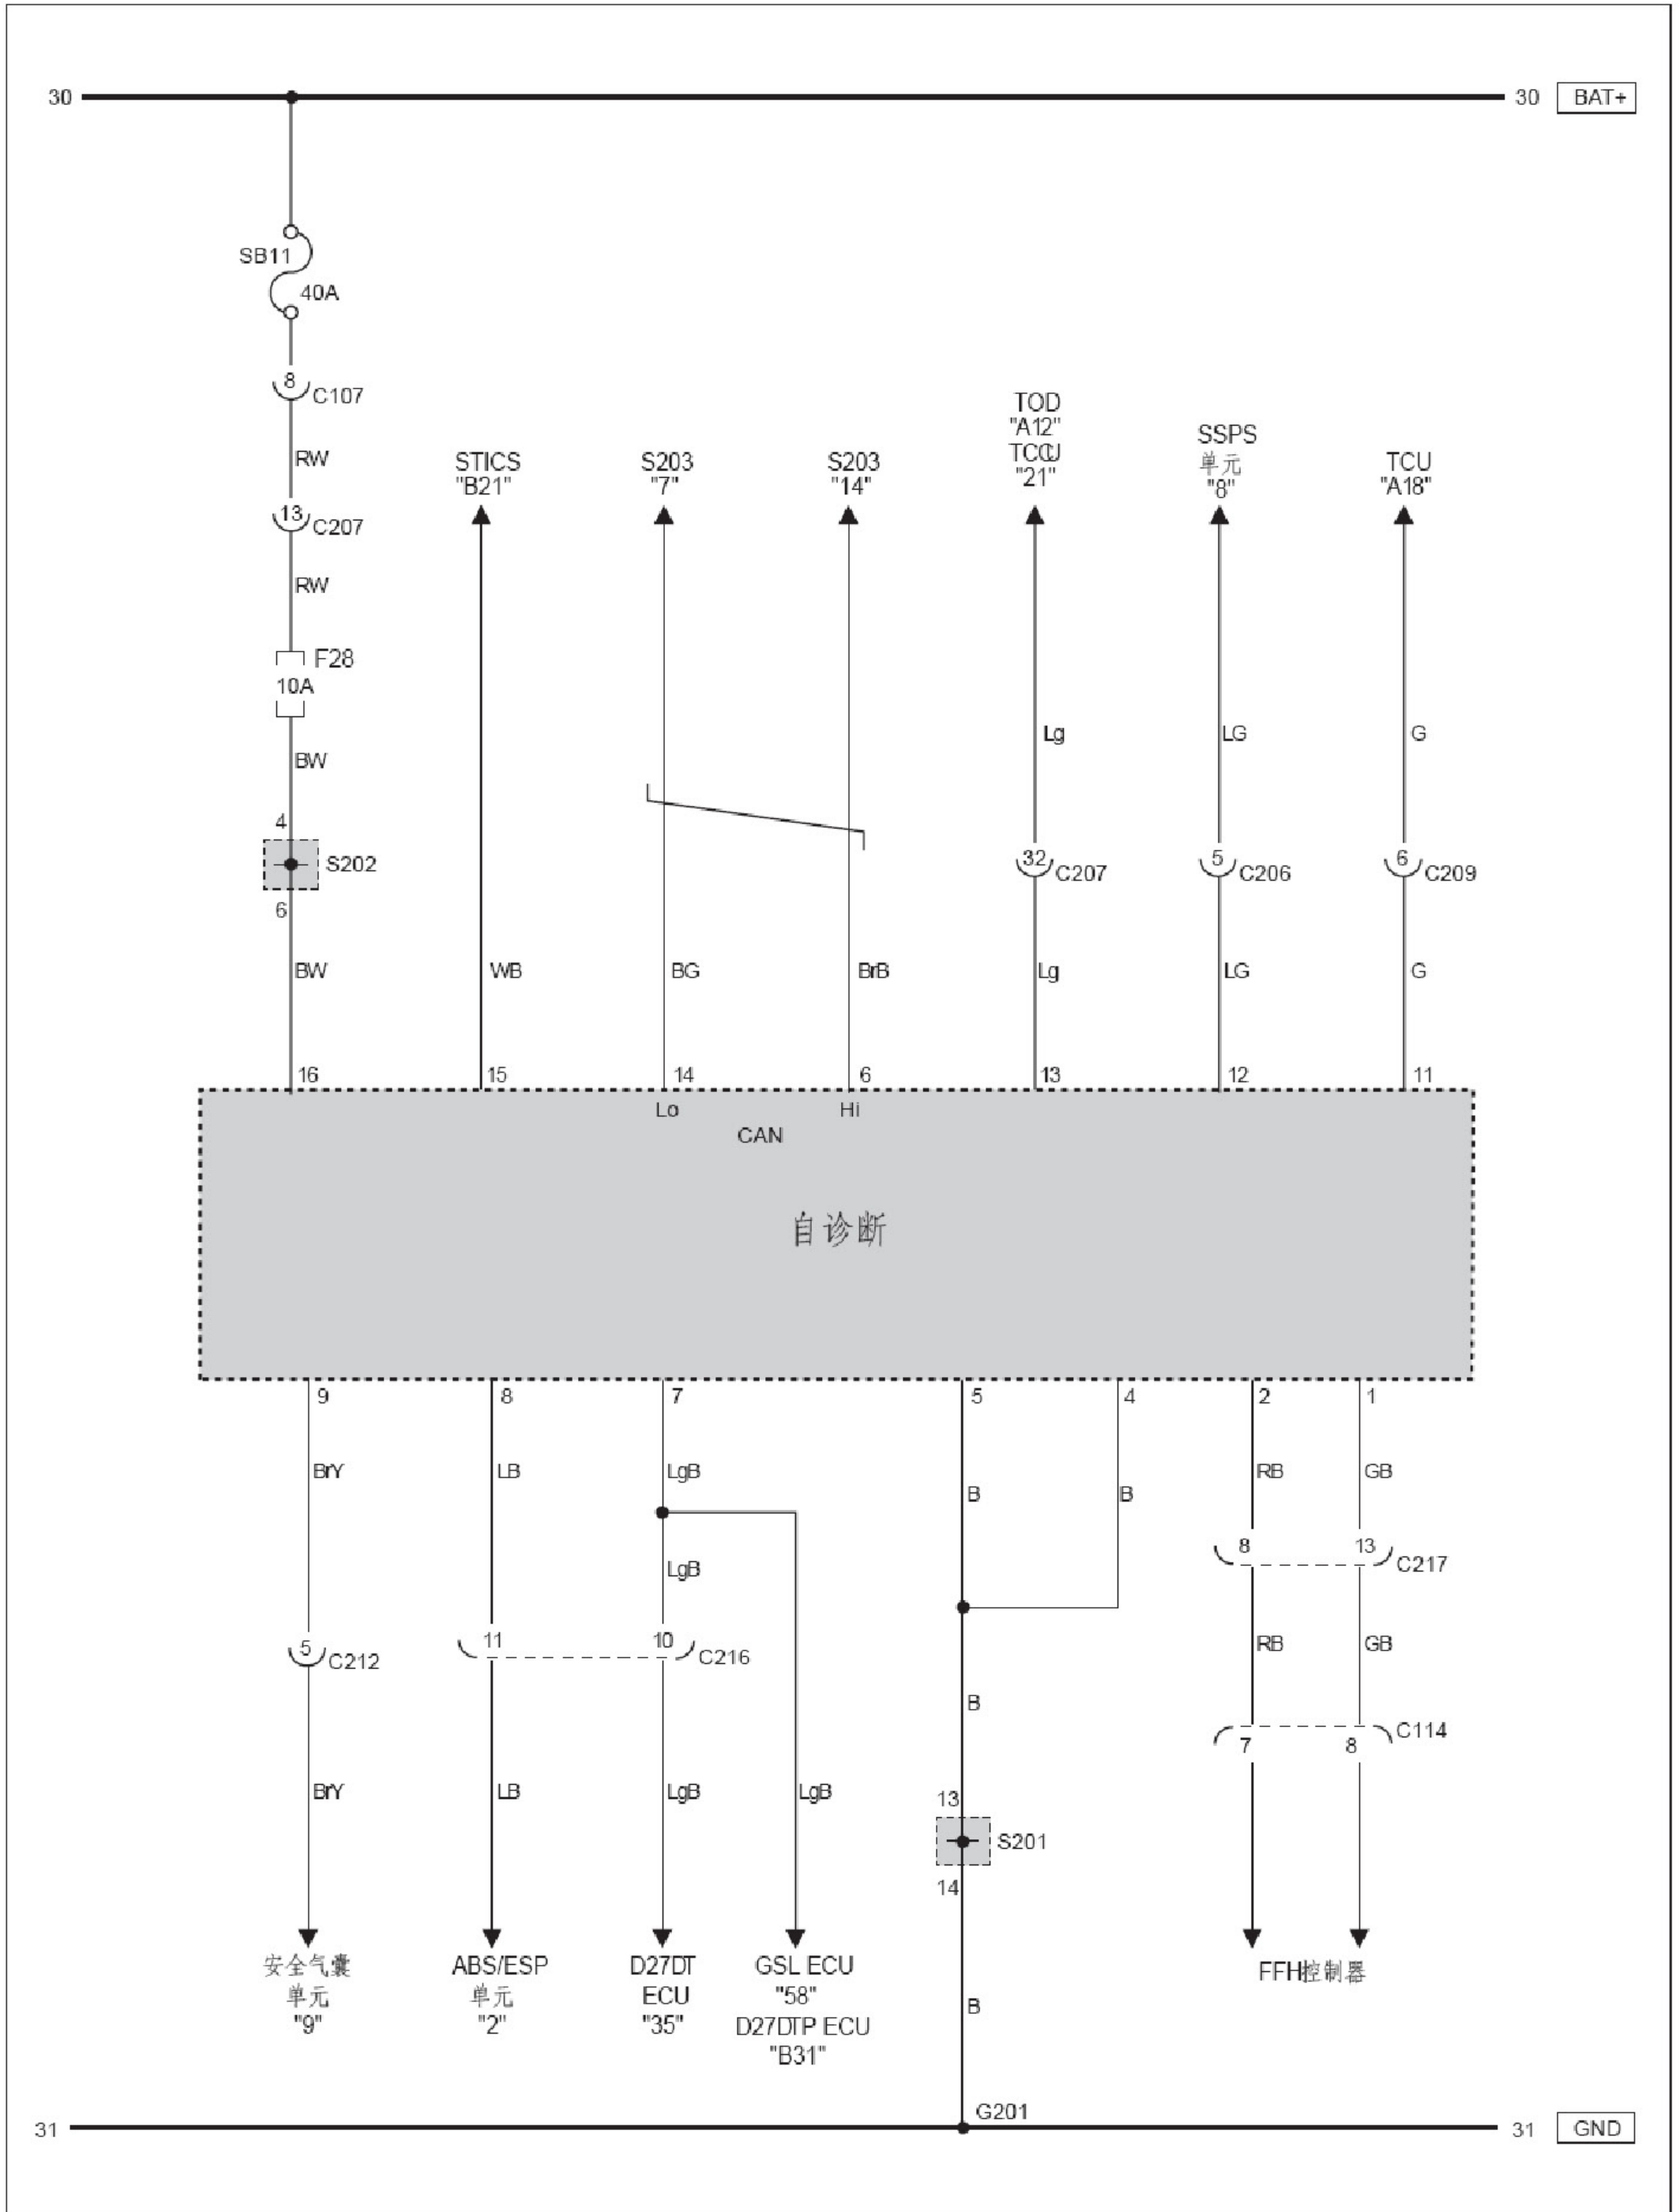 30
30 BAT+
SB11
40A
8
C107
RW
13
C207
RW
F28
10A
BW
4
S202
6
BW
STICS
"B21"
S203
"7"
S203
"14"
TOD
"A12"
TCCU
"21"
SSPS
单元
"8"
TCU
"A18"
Lg
LG
G
32
C207
5
C206
6
C209
WB
BG
BrB
Lg
LG
G
16
15
14
6
13
12
11
Lo
Hi
CAN
自诊断
9
8
7
5
4
2
1
BrY
LB
LgB
B
B
RB
GB
LgB
8
13
C217
5
C212
11
10
C216
RB
GB
B
7
8
C114
BrY
LB
LgB
LgB
13
S201
14
安全气囊
单元
"9"
ABS/ESP
单元
"2"
D27DT
ECU
"35"
GSL ECU
"58"
D27DTP ECU
"B31"
B
FFH控制器
G201
31
31 GND